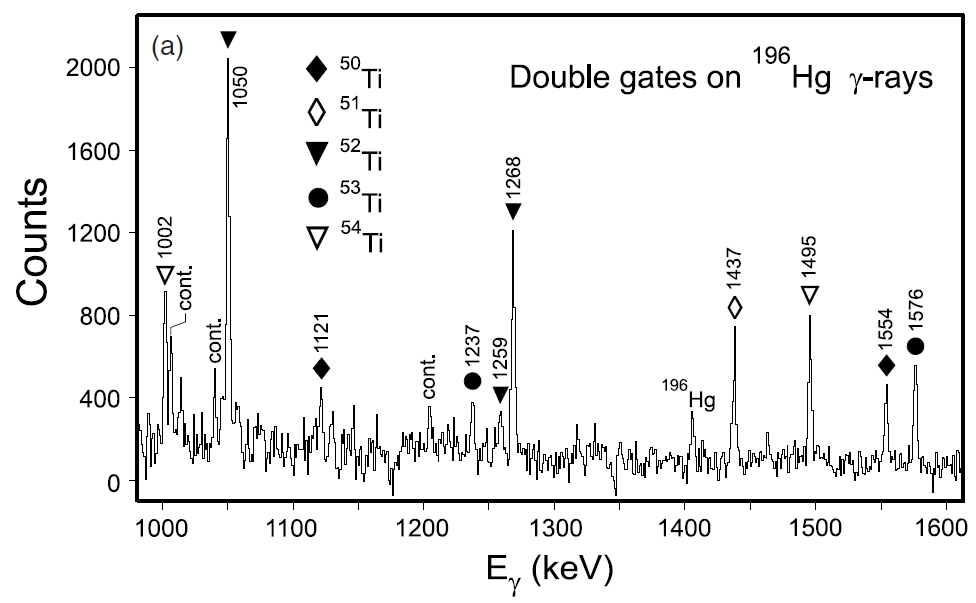 (a)
Double gates on ¹⁹⁶Hg γ-rays
⁵⁰Ti
⁵¹Ti
⁵²Ti
⁵³Ti
⁵⁴Ti
1002
cont.
cont.
1050
1121
cont.
1237
1259
1268
¹⁹⁶Hg
1437
1495
1554
1576
Counts
2000
1600
1200
800
400
0
1000 1100 1200 1300 1400 1500 1600
Eγ (keV)